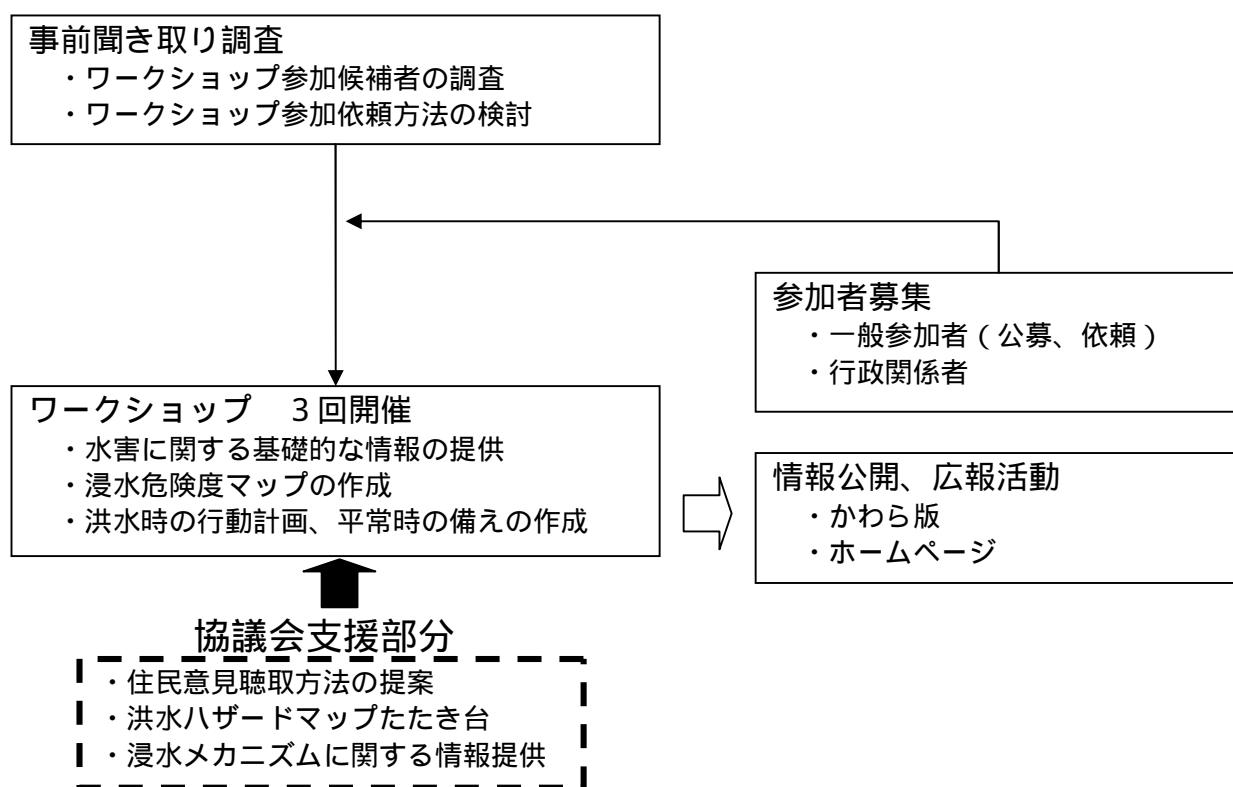 事前聞き取り調査
・ワークショップ参加候補者の調査
・ワークショップ参加依頼方法の検討
参加者募集
・一般参加者(公募、依頼)
・行政関係者
ワークショップ　3回開催
・水害に関する基礎的な情報の提供
・浸水危険度マップの作成
・洪水時の行動計画、平常時の備えの作成
情報公開、広報活動
・かわら版
・ホームページ
協議会支援部分
・住民意見聴取方法の提案
・洪水ハザードマップたたき台
・浸水メカニズムに関する情報提供